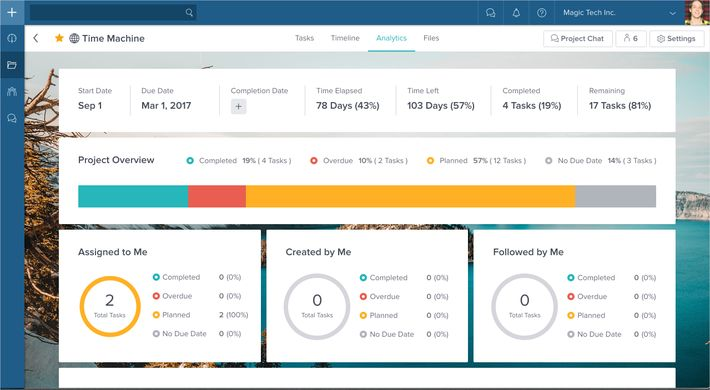 Magic Tech Inc.
Time Machine
Tasks Timeline Analytics Files
Project Chat 6 Settings
Start Date Due Date Completion Date Time Elapsed Time Left Completed Remaining
Sep 1 Mar 1, 2017 + 78 Days (43%) 103 Days (57%) 4 Tasks (19%) 17 Tasks (81%)
Project Overview Completed 19% ( 4 Tasks ) Overdue 10% ( 2 Tasks ) Planned 57% ( 12 Tasks ) No Due Date 14% ( 3 Tasks )
Assigned to Me
2
Total Tasks
Completed 0 (0%)
Overdue 0 (0%)
Planned 2 (100%)
No Due Date 0 (0%)
Created by Me
0
Total Tasks
Completed 0 (0%)
Overdue 0 (0%)
Planned 0 (0%)
No Due Date 0 (0%)
Followed by Me
0
Total Tasks
Completed 0 (0%)
Overdue 0 (0%)
Planned 0 (0%)
No Due Date 0 (0%)